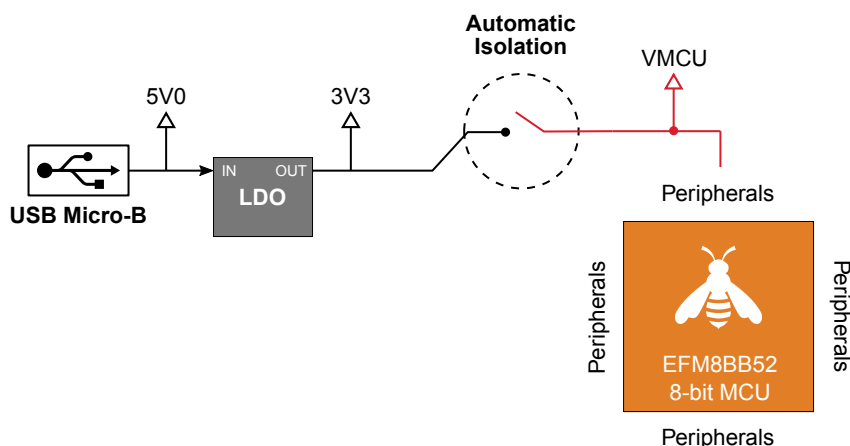 Automatic
Isolation
VMCU
5V0
3V3
IN OUT
LDO
USB Micro-B
Peripherals
Peripherals
Peripherals
EFM8BB52
8-bit MCU
Peripherals